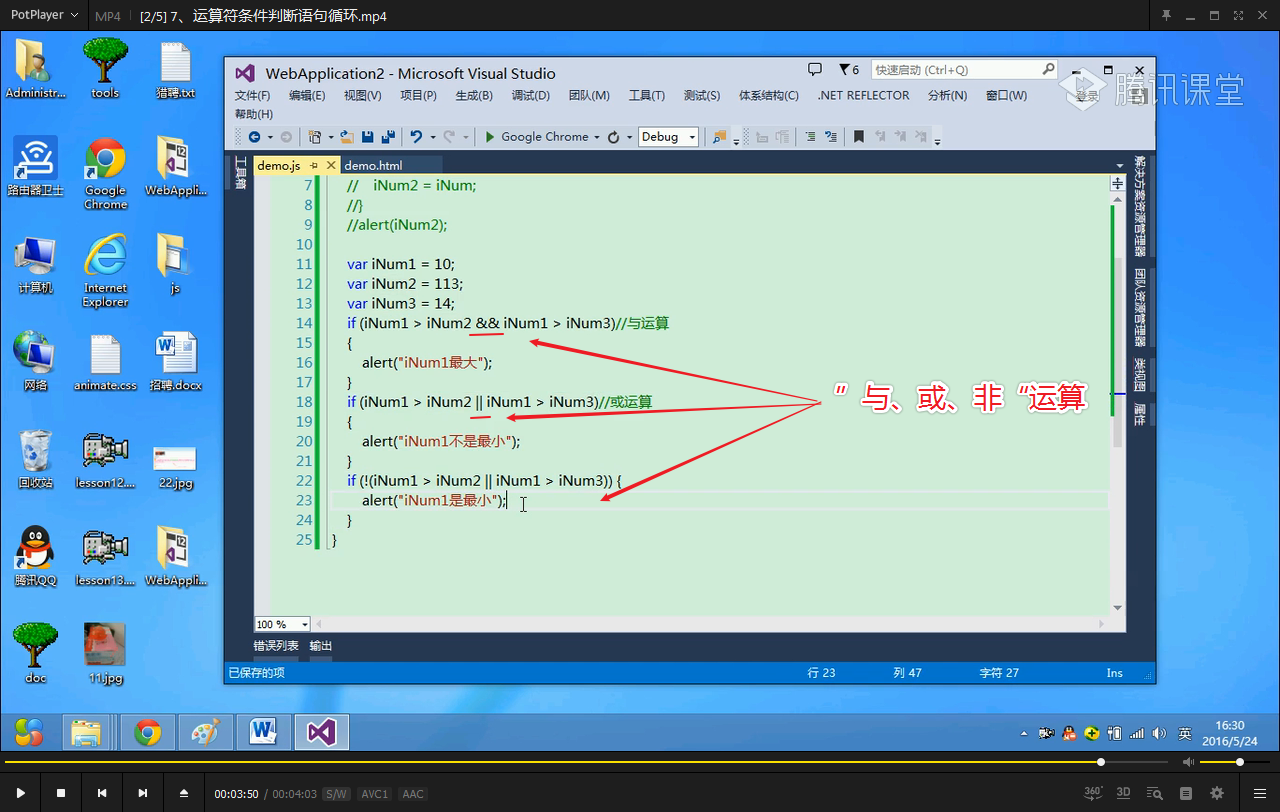 PotPlayer MP4 [2/5] 7、运算符条件判断语句循环.mp4
Administr... tools 猎聘.txt
路由器卫士 Google Chrome WebAppli...
计算机 Internet Explorer js
网络 animate.css 招聘.docx
回收站 lesson12.... 22.jpg
腾讯QQ lesson13.... WebAppli...
doc 11.jpg
WebApplication2 - Microsoft Visual Studio
6 快速启动 (Ctrl+Q)
腾讯课堂
文件(F) 编辑(E) 视图(V) 项目(P) 生成(B) 调试(D) 团队(M) 工具(T) 测试(S) 体系结构(C) .NET REFLECTOR 分析(N) 窗口(W) 登录
帮助(H)
Google Chrome Debug
工具箱
demo.js demo.html
7 //    iNum2 = iNum;
8 //}
9 //alert(iNum2);
10
11 var iNum1 = 10;
12 var iNum2 = 113;
13 var iNum3 = 14;
14 if (iNum1 > iNum2 && iNum1 > iNum3)//与运算
15 {
16 alert("iNum1最大");
17 }
18 if (iNum1 > iNum2 || iNum1 > iNum3)//或运算
19 {
20 alert("iNum1不是最小");
21 }
22 if (!(iNum1 > iNum2 || iNum1 > iNum3)) {
23 alert("iNum1是最小");
24 }
25 }
”与、或、非“运算
解决方案资源管理器
团队资源管理器
类视图
属性
100 %
错误列表 输出
已保存的项 行 23 列 47 字符 27 Ins
英 16:30
2016/5/24
00:03:50 / 00:04:03 S/W AVC1 AAC
360° 3D